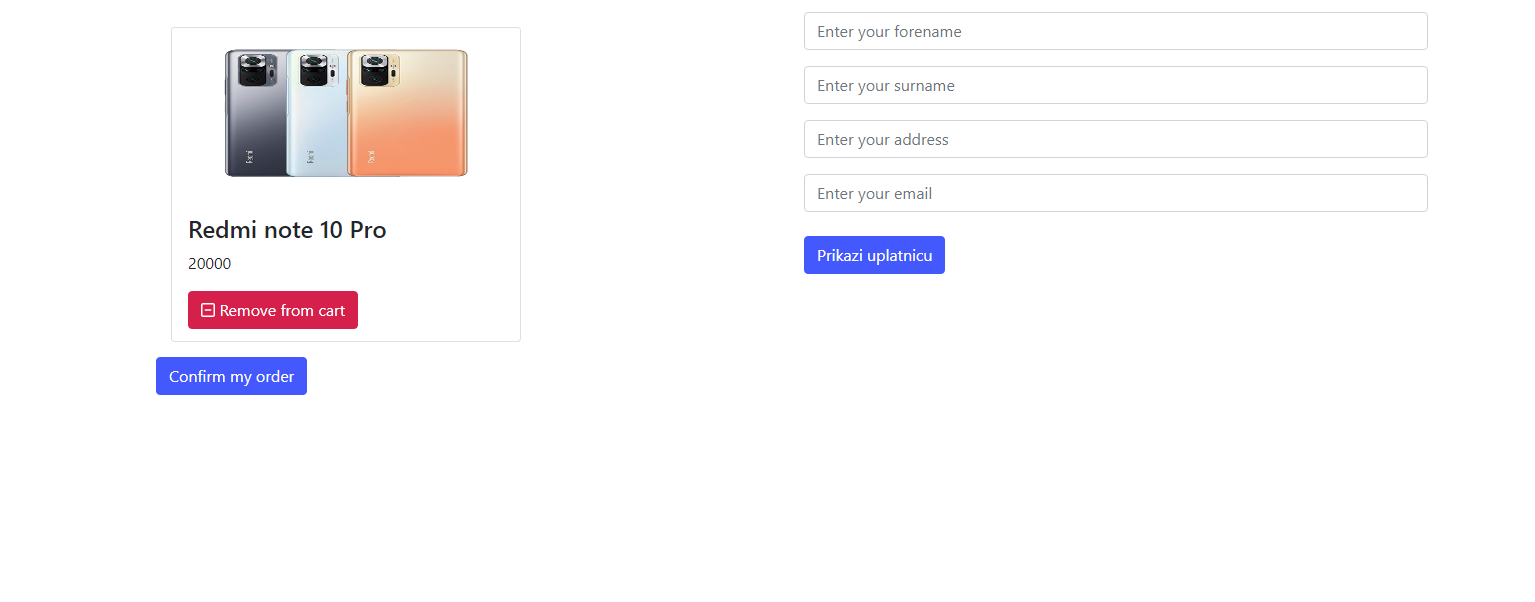 Redmi note 10 Pro
20000
Remove from cart
Confirm my order
Enter your forename
Enter your surname
Enter your address
Enter your email
Prikazi uplatnicu